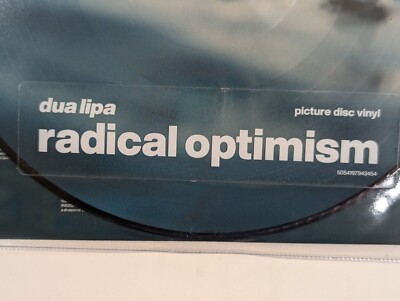 dua lipa
picture disc vinyl
radical optimism
5054197943454